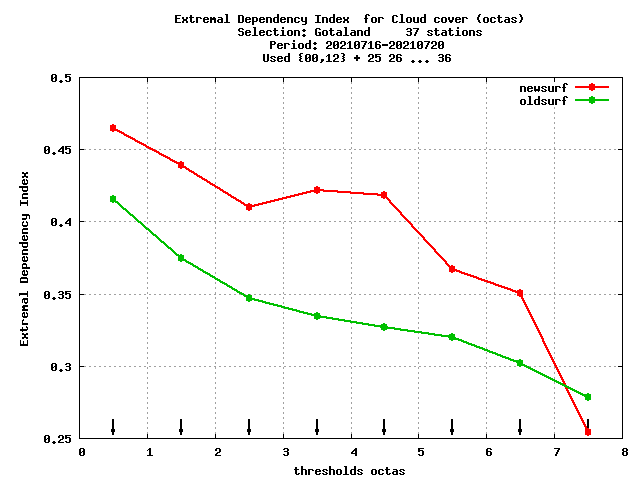 Extremal Dependency Index  for Cloud cover (octas)
Selection: Gotaland     37 stations
Period: 20210716-20210720
Used {00,12} + 25 26 ... 36
newsurf
oldsurf
0.5
0.45
0.4
0.35
0.3
0.25
Extremal Dependency Index
0 1 2 3 4 5 6 7 8
thresholds octas